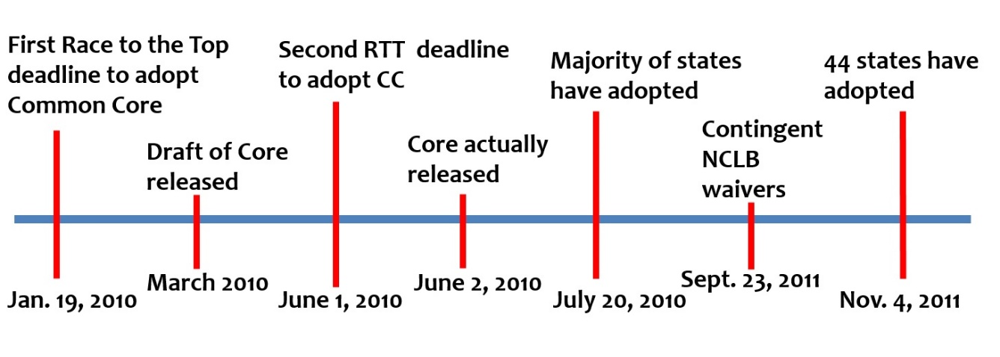 First Race to the Top
deadline to adopt
Common Core
Jan. 19, 2010
Draft of Core
released
March 2010
Second RTT deadline
to adopt CC
June 1, 2010
Core actually
released
June 2, 2010
Majority of states
have adopted
July 20, 2010
Contingent
NCLB
waivers
Sept. 23, 2011
44 states have
adopted
Nov. 4, 2011